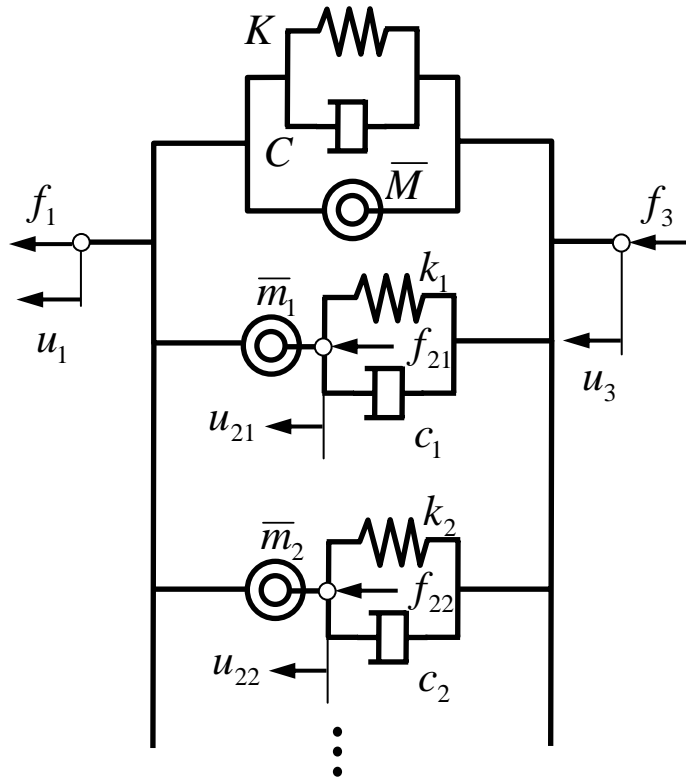 K
C
M̅
f₁
f₃
u₁
m̅₁
k₁
f₂₁
u₃
u₂₁
c₁
m̅₂
k₂
f₂₂
u₂₂
c₂